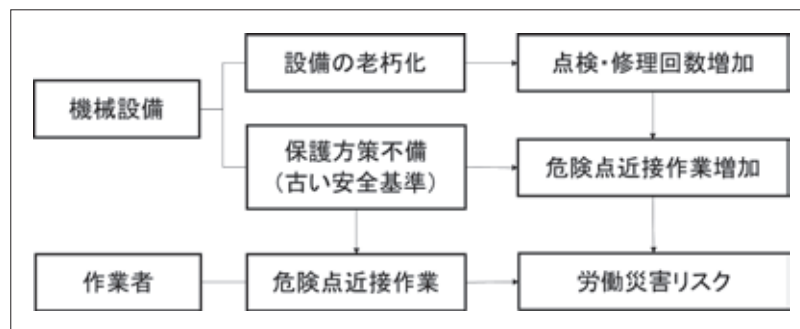 設備の老朽化
点検・修理回数増加
機械設備
保護方策不備
（古い安全基準）
危険点近接作業増加
作業者
危険点近接作業
労働災害リスク